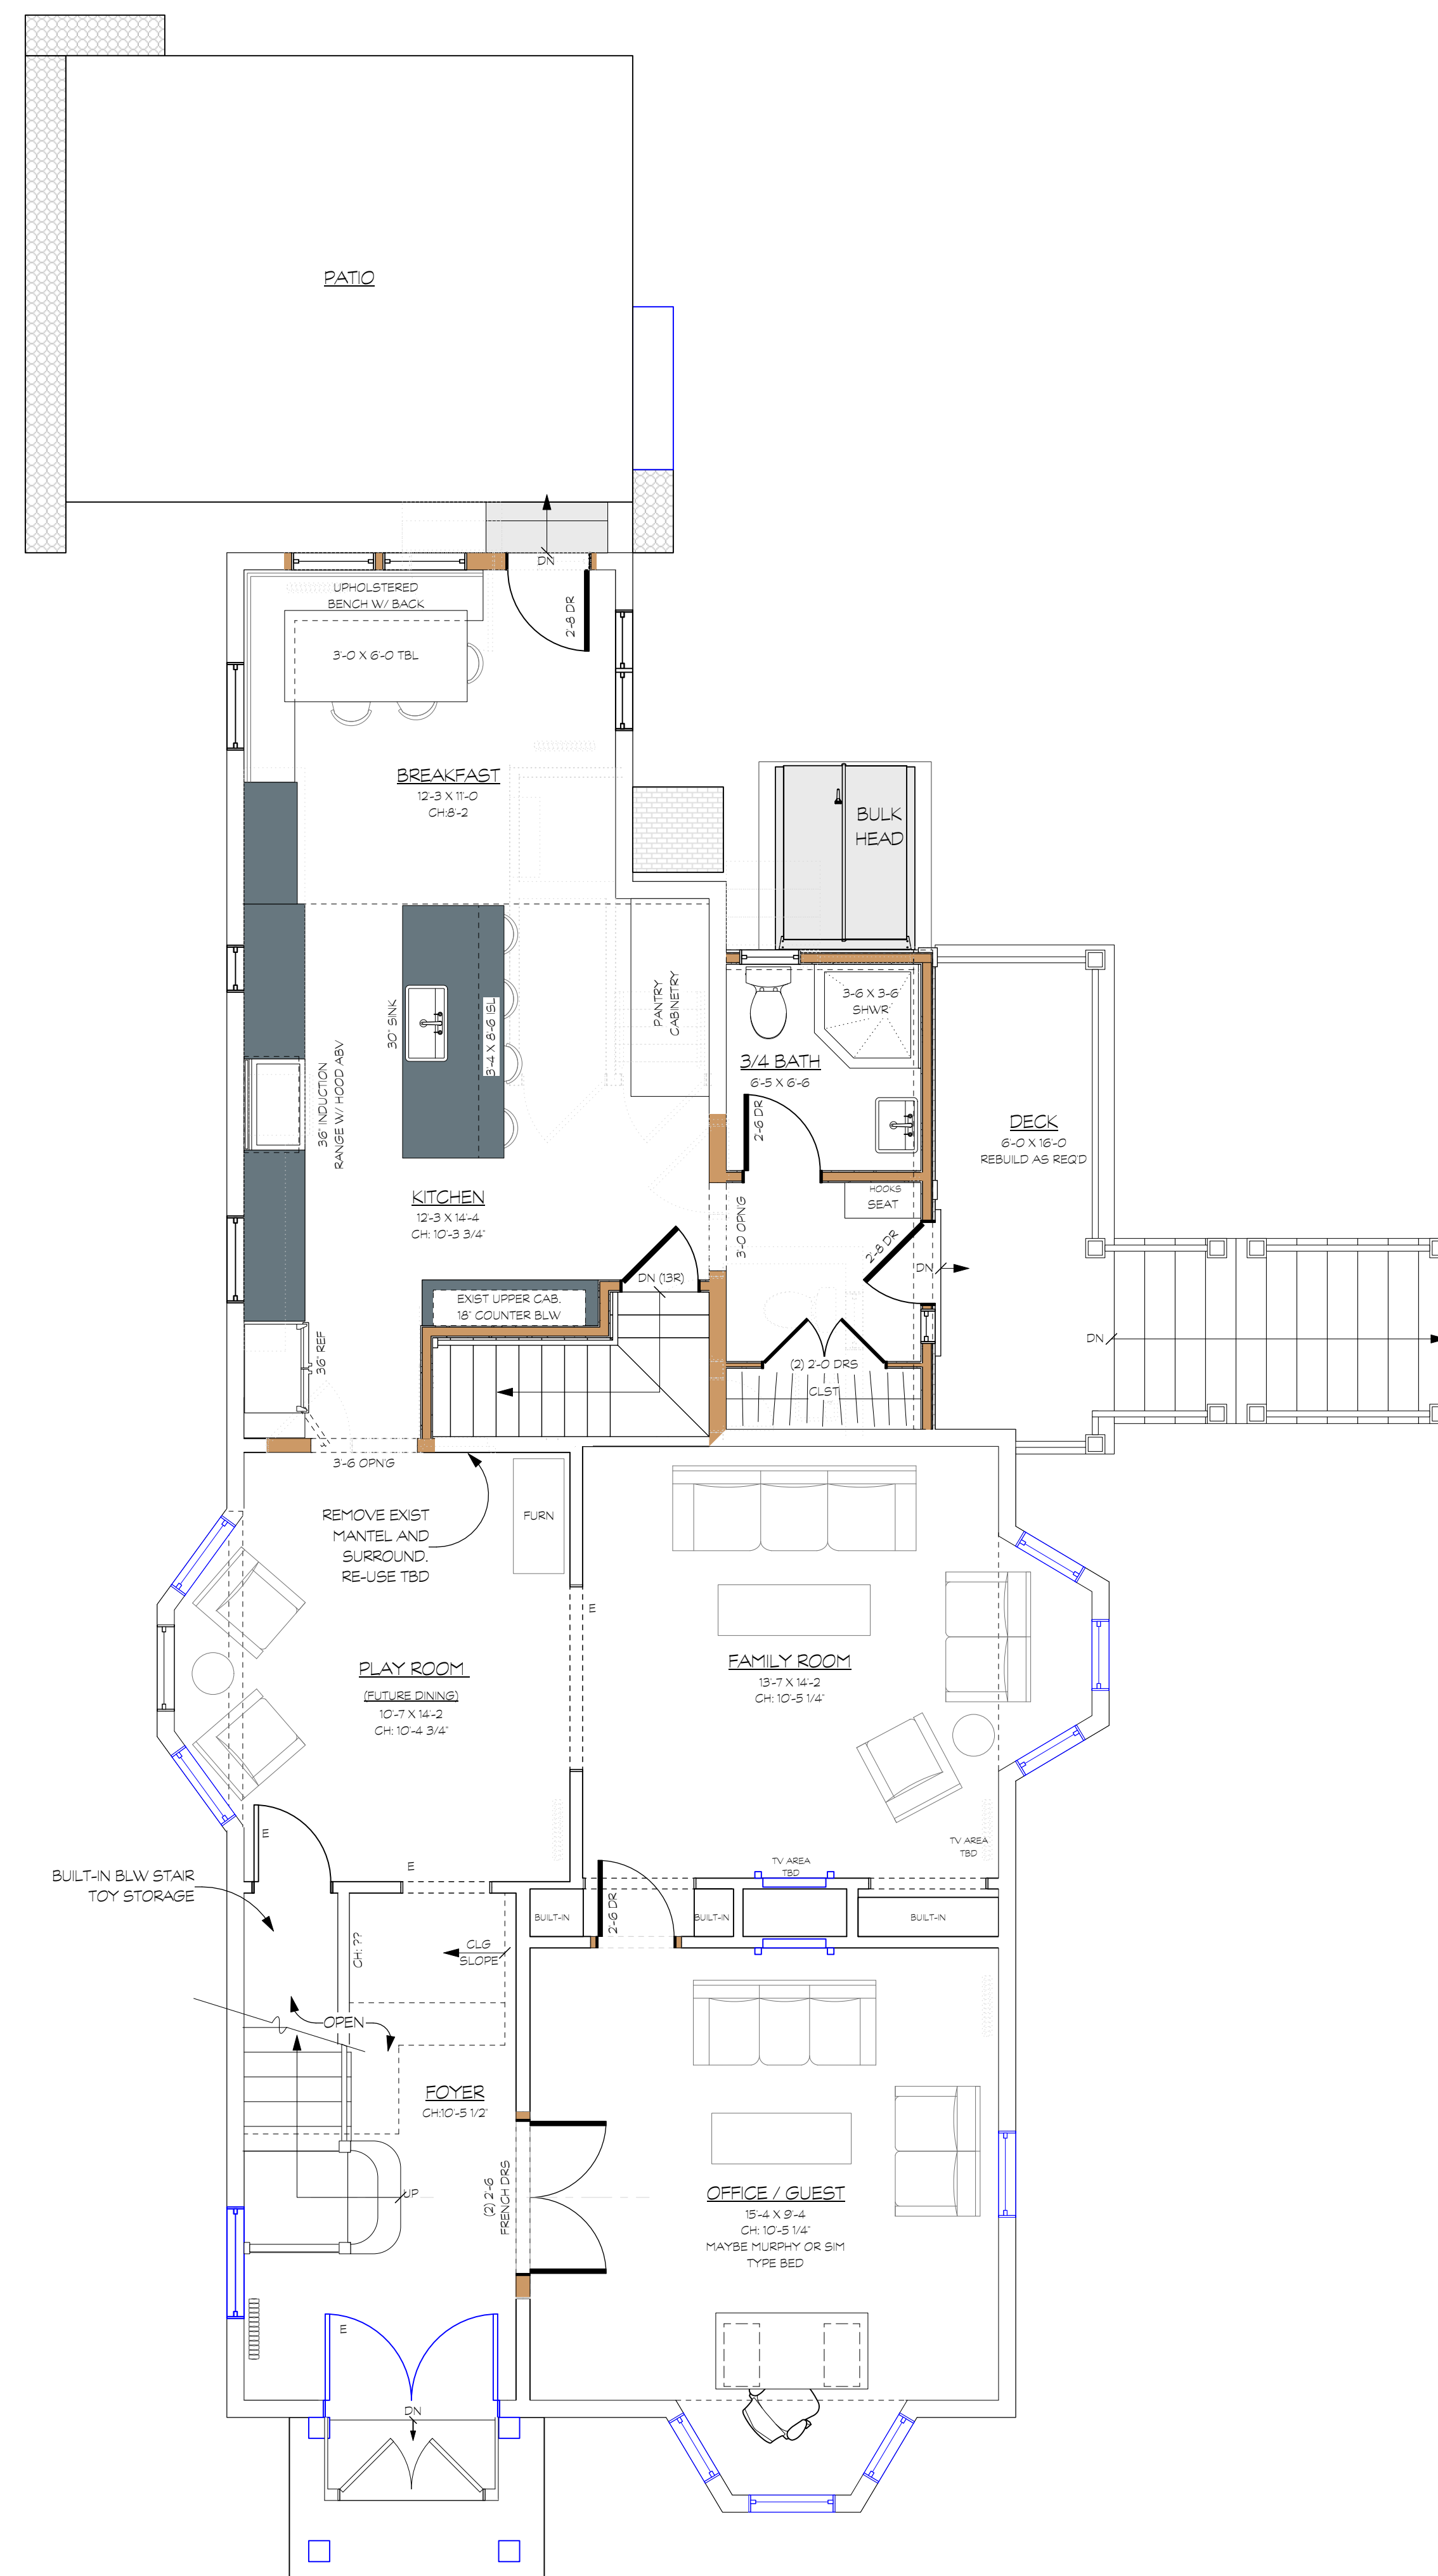 PATIO
DN
UPHOLSTERED
BENCH W/ BACK
2'-8 DR
3'-0 X 6'-0 TBL
BREAKFAST
12'-3 X 11'-0
CH:8'-2
BULK
HEAD
30" SINK
3'-4 X 8'-6 ISL
PANTRY
CABINETRY
36" INDUCTION
RANGE W/ HOOD ABV
3'-6 X 3'-6
SHWR
3/4 BATH
6'-5 X 6'-6
2'-6 DR
DECK
6'-0 X 16'-0
REBUILD AS REQ'D
KITCHEN
12'-3 X 14'-4
CH: 10'-3 3/4"
HOOKS
SEAT
3'-0 OPN'G
2'-8 DR
DN
DN (13R)
EXIST UPPER CAB.
18" COUNTER BLW
36" REF
(2) 2'-0 DRS
CLST
DN
3'-6 OPN'G
REMOVE EXIST
MANTEL AND
SURROUND.
RE-USE TBD
FURN
E
PLAY ROOM
(FUTURE DINING)
10'-7 X 14'-2
CH: 10'-4 3/4"
FAMILY ROOM
13'-7 X 14'-2
CH: 10'-5 1/4"
E
E
TV AREA
TBD
TV AREA
TBD
BUILT-IN BLW STAIR
TOY STORAGE
BUILT-IN
2'-6 DR
BUILT-IN
BUILT-IN
CH: ??
CLG
SLOPE
OPEN
FOYER
CH:10'-5 1/2"
UP
(2) 2'-6
FRENCH DRS
OFFICE / GUEST
15'-4 X 9'-4
CH: 10'-5 1/4"
MAYBE MURPHY OR SIM
TYPE BED
E
DN